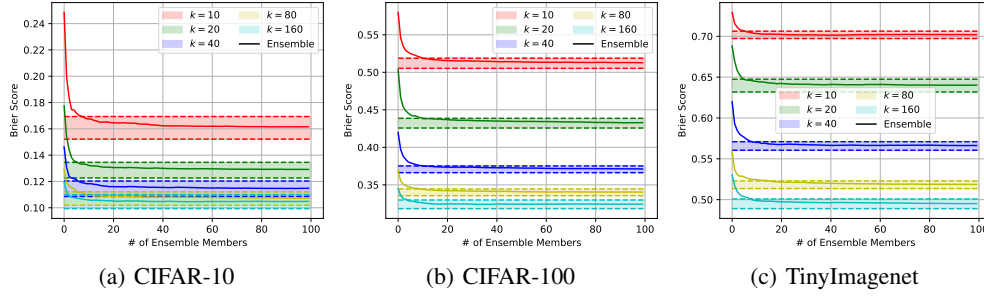 k = 10
k = 20
k = 40
k = 80
k = 160
Ensemble
Brier Score
0.24
0.22
0.20
0.18
0.16
0.14
0.12
0.10
0 20 40 60 80 100
# of Ensemble Members
(a) CIFAR-10
k = 10
k = 20
k = 40
k = 80
k = 160
Ensemble
Brier Score
0.55
0.50
0.45
0.40
0.35
0 20 40 60 80 100
# of Ensemble Members
(b) CIFAR-100
k = 10
k = 20
k = 40
k = 80
k = 160
Ensemble
Brier Score
0.70
0.65
0.60
0.55
0.50
0 20 40 60 80 100
# of Ensemble Members
(c) TinyImagenet